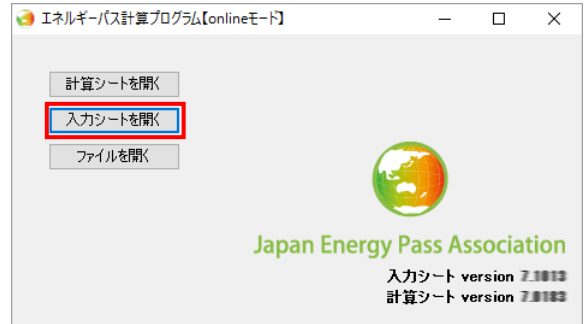 エネルギーパス計算プログラム【onlineモード】
計算シートを開く
入力シートを開く
ファイルを開く
Japan Energy Pass Association
入力シート version
計算シート version